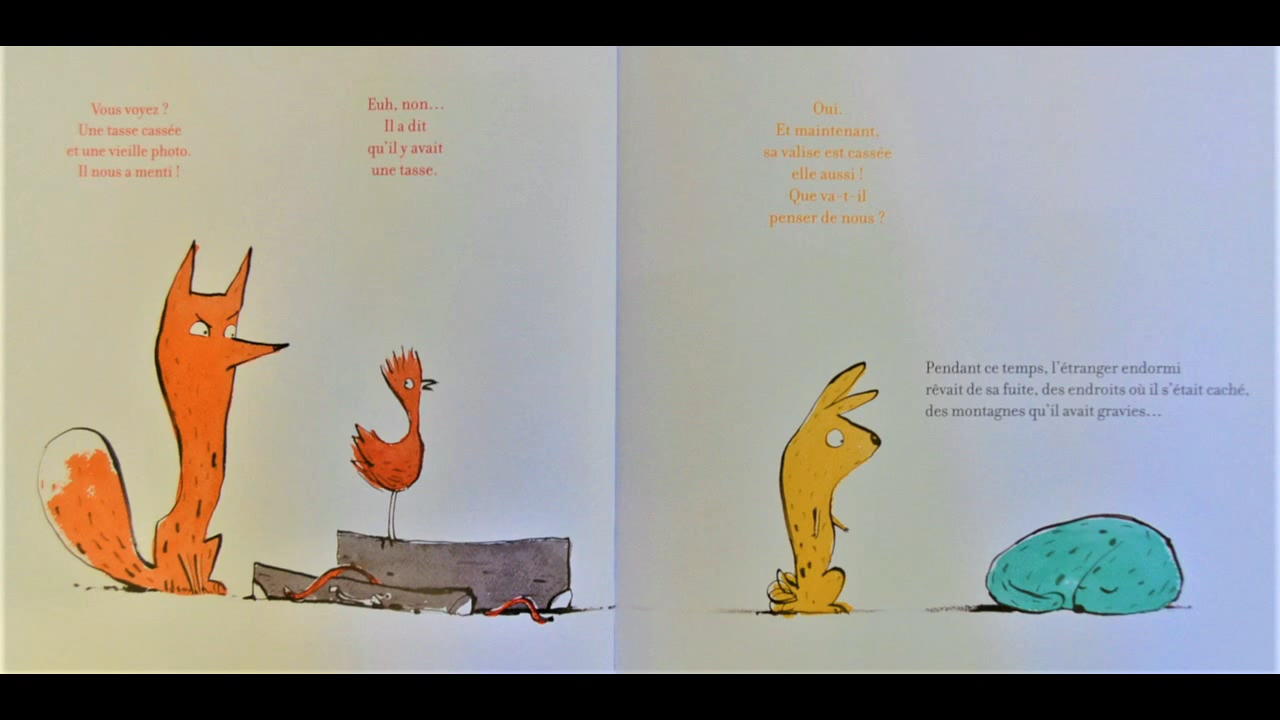 Vous voyez ?
Une tasse cassée
et une vieille photo.
Il nous a menti !
Euh, non…
Il a dit
qu'il y avait
une tasse.
Oui.
Et maintenant,
sa valise est cassée
elle aussi !
Que va-t-il
penser de nous ?
Pendant ce temps, l'étranger endormi
rêvait de sa fuite, des endroits où il s'était caché,
des montagnes qu'il avait gravies…